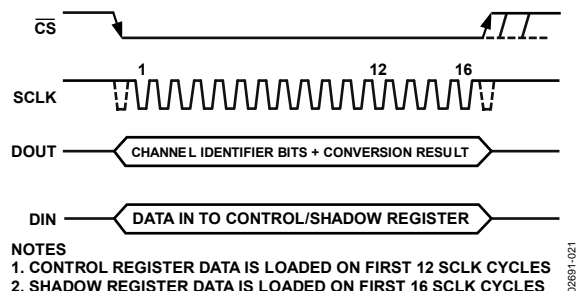 CS
1 12 16
SCLK
DOUT CHANNEL IDENTIFIER BITS + CONVERSION RESULT
DIN DATA IN TO CONTROL/SHADOW REGISTER
NOTES
1. CONTROL REGISTER DATA IS LOADED ON FIRST 12 SCLK CYCLES
2. SHADOW REGISTER DATA IS LOADED ON FIRST 16 SCLK CYCLES
02691-021